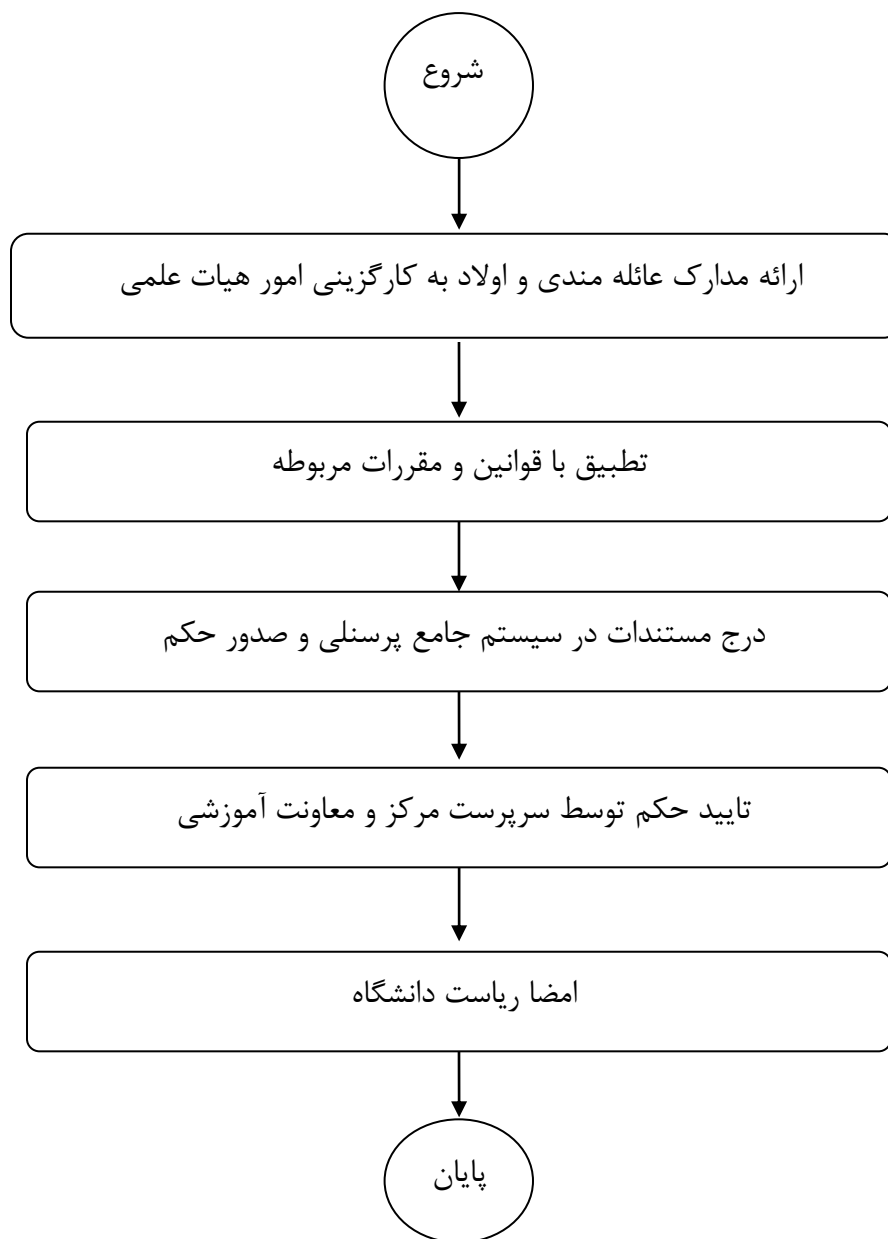 شروع
ارائه مدارک عائله مندی و اولاد به کارگزینی امور هیات علمی
تطبیق با قوانین و مقررات مربوطه
درج مستندات در سیستم جامع پرسنلی و صدور حکم
تایید حکم توسط سرپرست مرکز و معاونت آموزشی
امضا ریاست دانشگاه
پایان